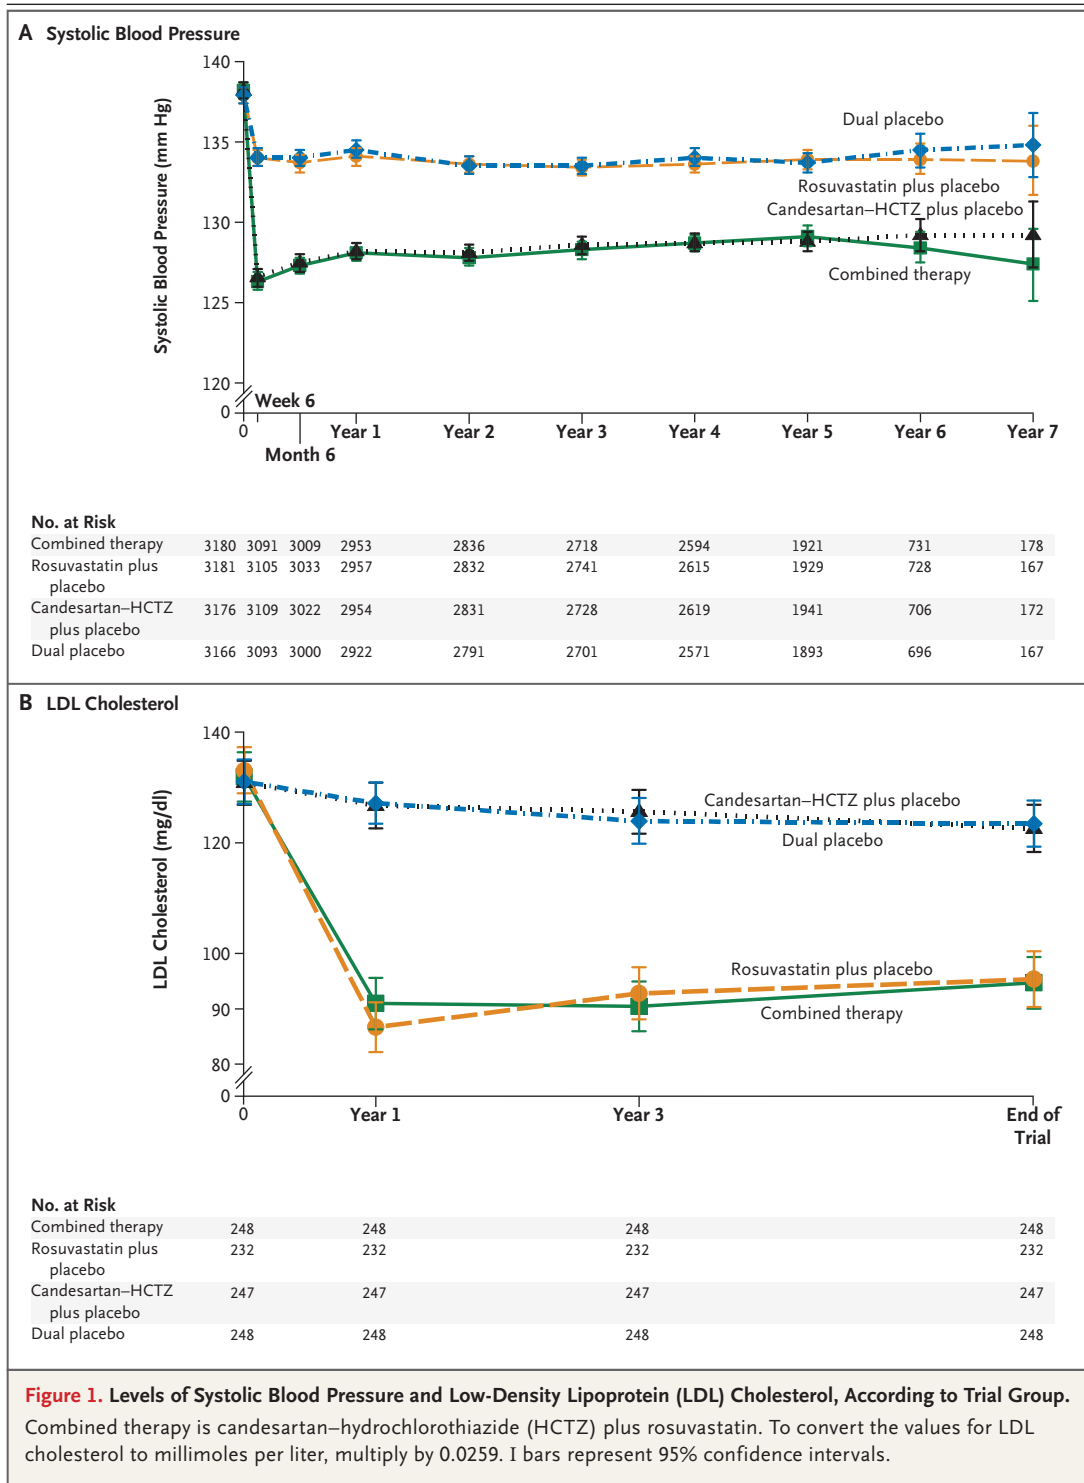 A Systolic Blood Pressure
140
135
130
125
120
0
Systolic Blood Pressure (mm Hg)
Dual placebo
Rosuvastatin plus placebo
Candesartan–HCTZ plus placebo
Combined therapy
Week 6
0 Year 1 Year 2 Year 3 Year 4 Year 5 Year 6 Year 7
Month 6
No. at Risk
Combined therapy 3180 3091 3009 2953 2836 2718 2594 1921 731 178
Rosuvastatin plus 3181 3105 3033 2957 2832 2741 2615 1929 728 167
placebo
Candesartan–HCTZ 3176 3109 3022 2954 2831 2728 2619 1941 706 172
plus placebo
Dual placebo 3166 3093 3000 2922 2791 2701 2571 1893 696 167
B LDL Cholesterol
140
120
100
90
80
0
LDL Cholesterol (mg/dl)
Candesartan–HCTZ plus placebo
Dual placebo
Rosuvastatin plus placebo
Combined therapy
0 Year 1 Year 3 End of
Trial
No. at Risk
Combined therapy 248 248 248 248
Rosuvastatin plus 232 232 232 232
placebo
Candesartan–HCTZ 247 247 247 247
plus placebo
Dual placebo 248 248 248 248
Figure 1. Levels of Systolic Blood Pressure and Low-Density Lipoprotein (LDL) Cholesterol, According to Trial Group.
Combined therapy is candesartan–hydrochlorothiazide (HCTZ) plus rosuvastatin. To convert the values for LDL
cholesterol to millimoles per liter, multiply by 0.0259. I bars represent 95% confidence intervals.